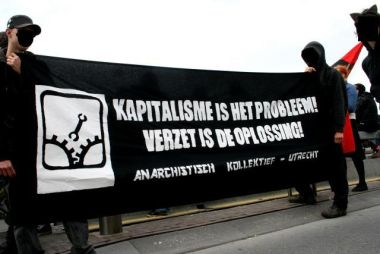 KAPITALISME IS HET PROBLEEM!
VERZET IS DE OPLOSSING!
ANARCHISTISCH KOLLEKTIEF - UTRECHT